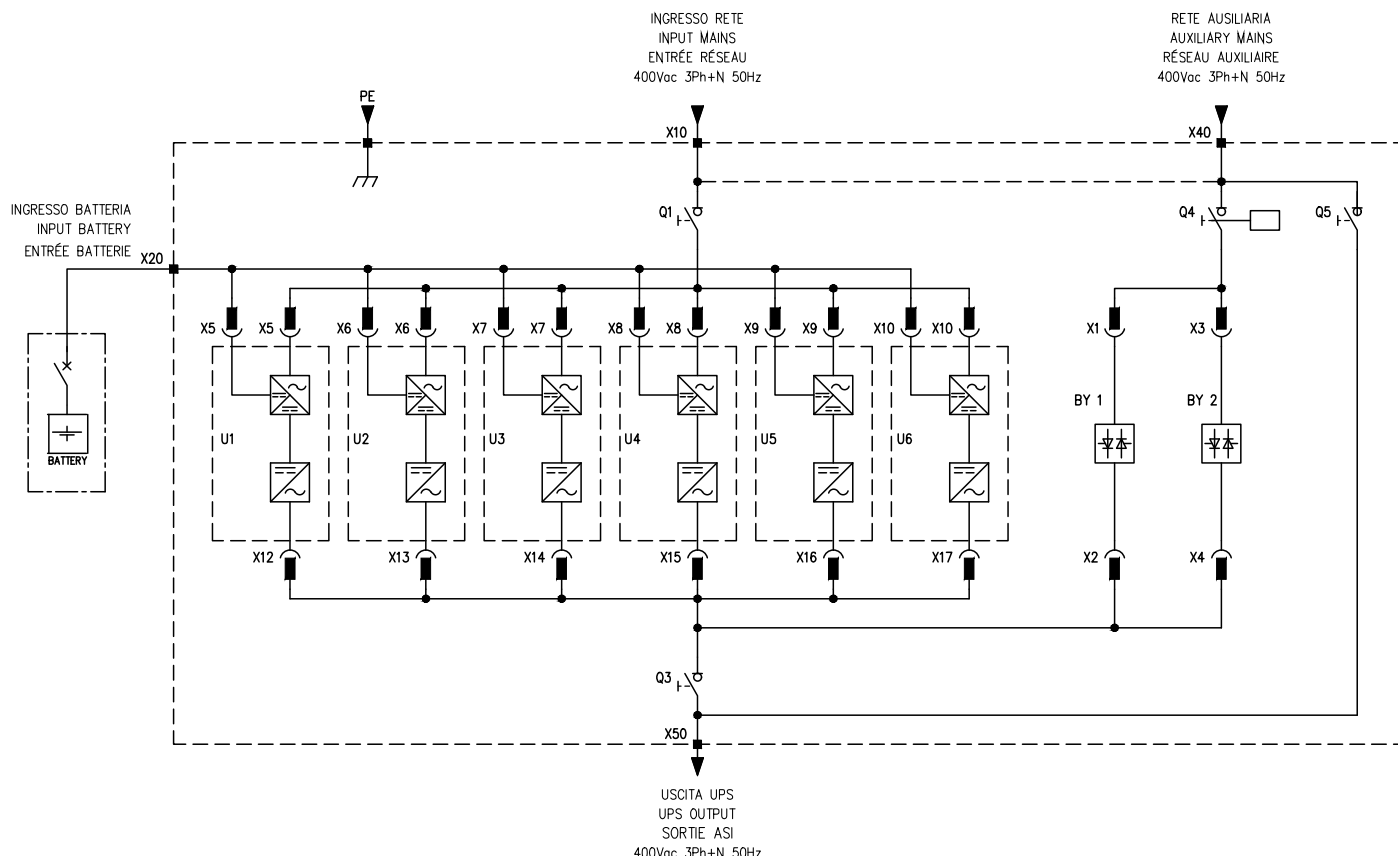 INGRESSO RETE
INPUT MAINS
ENTRÉE RÉSEAU
400Vac 3Ph+N 50Hz
RETE AUSILIARIA
AUXILIARY MAINS
RÉSEAU AUXILIAIRE
400Vac 3Ph+N 50Hz
PE
X10
X40
INGRESSO BATTERIA
INPUT BATTERY
ENTRÉE BATTERIE
X20
Q1
Q4
Q5
X5 X5 X6 X6 X7 X7 X8 X8 X9 X9 X10 X10 X1 X3
BY 1
BY 2
U1 U2 U3 U4 U5 U6
BATTERY
X12 X13 X14 X15 X16 X17 X2 X4
Q3
X50
USCITA UPS
UPS OUTPUT
SORTIE ASI
400Vac 3Ph+N 50Hz